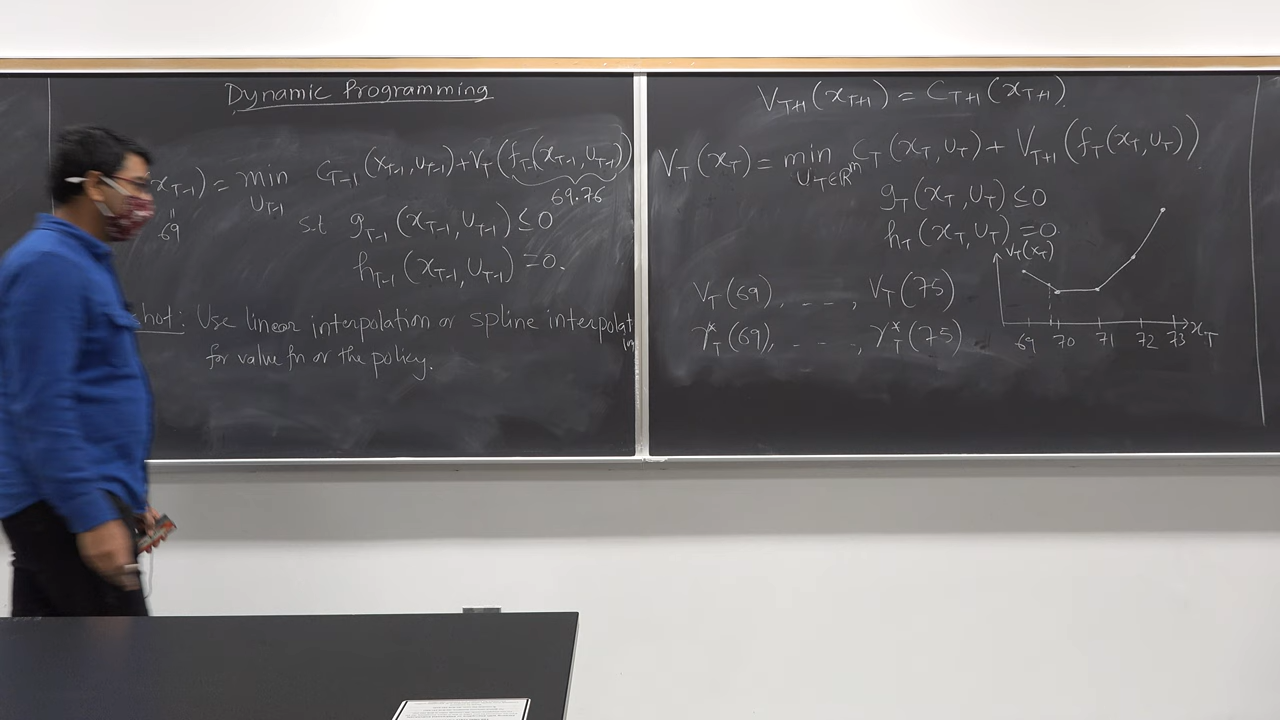 Dynamic Programming
x_{T-1}) = min_{U_{T-1}} C_{T-1}(x_{T-1}, u_{T-1}) + V_T(f_{T-1}(x_{T-1}, u_{T-1}))
= 69
69.76
s.t g_{T-1}(x_{T-1}, u_{T-1}) ≤ 0
h_{T-1}(x_{T-1}, u_{T-1}) = 0.
shot: Use linear interpolation or spline interpolat
for value fn or the policy.
V_{T+1}(x_{T+1}) = C_{T+1}(x_{T+1})
V_T(x_T) = min_{U_T∈R^m} C_T(x_T, u_T) + V_{T+1}(f_T(x_T, u_T))
g_T(x_T, u_T) ≤ 0
h_T(x_T, u_T) = 0
V_T(69), - - -, V_T(75)
γ*_T(69), - - -, γ*_T(75)
V_T(x_T)
69 70 71 72 73 x_T